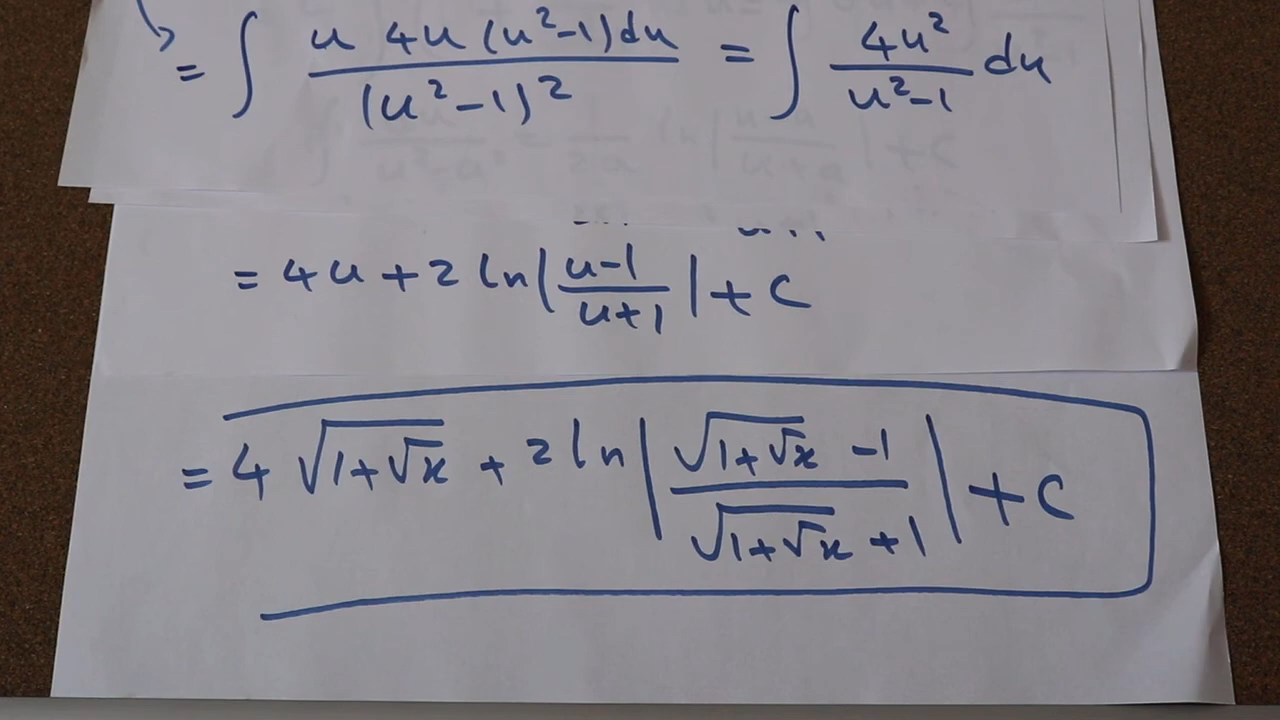 = ∫ u 4u (u²-1) du / (u²-1)² = ∫ 4u² / u²-1 du
= 4u + 2 ln | u-1 / u+1 | + C
= 4 √(1+√x) + 2 ln | √(1+√x) -1 / √(1+√x) +1 | + C